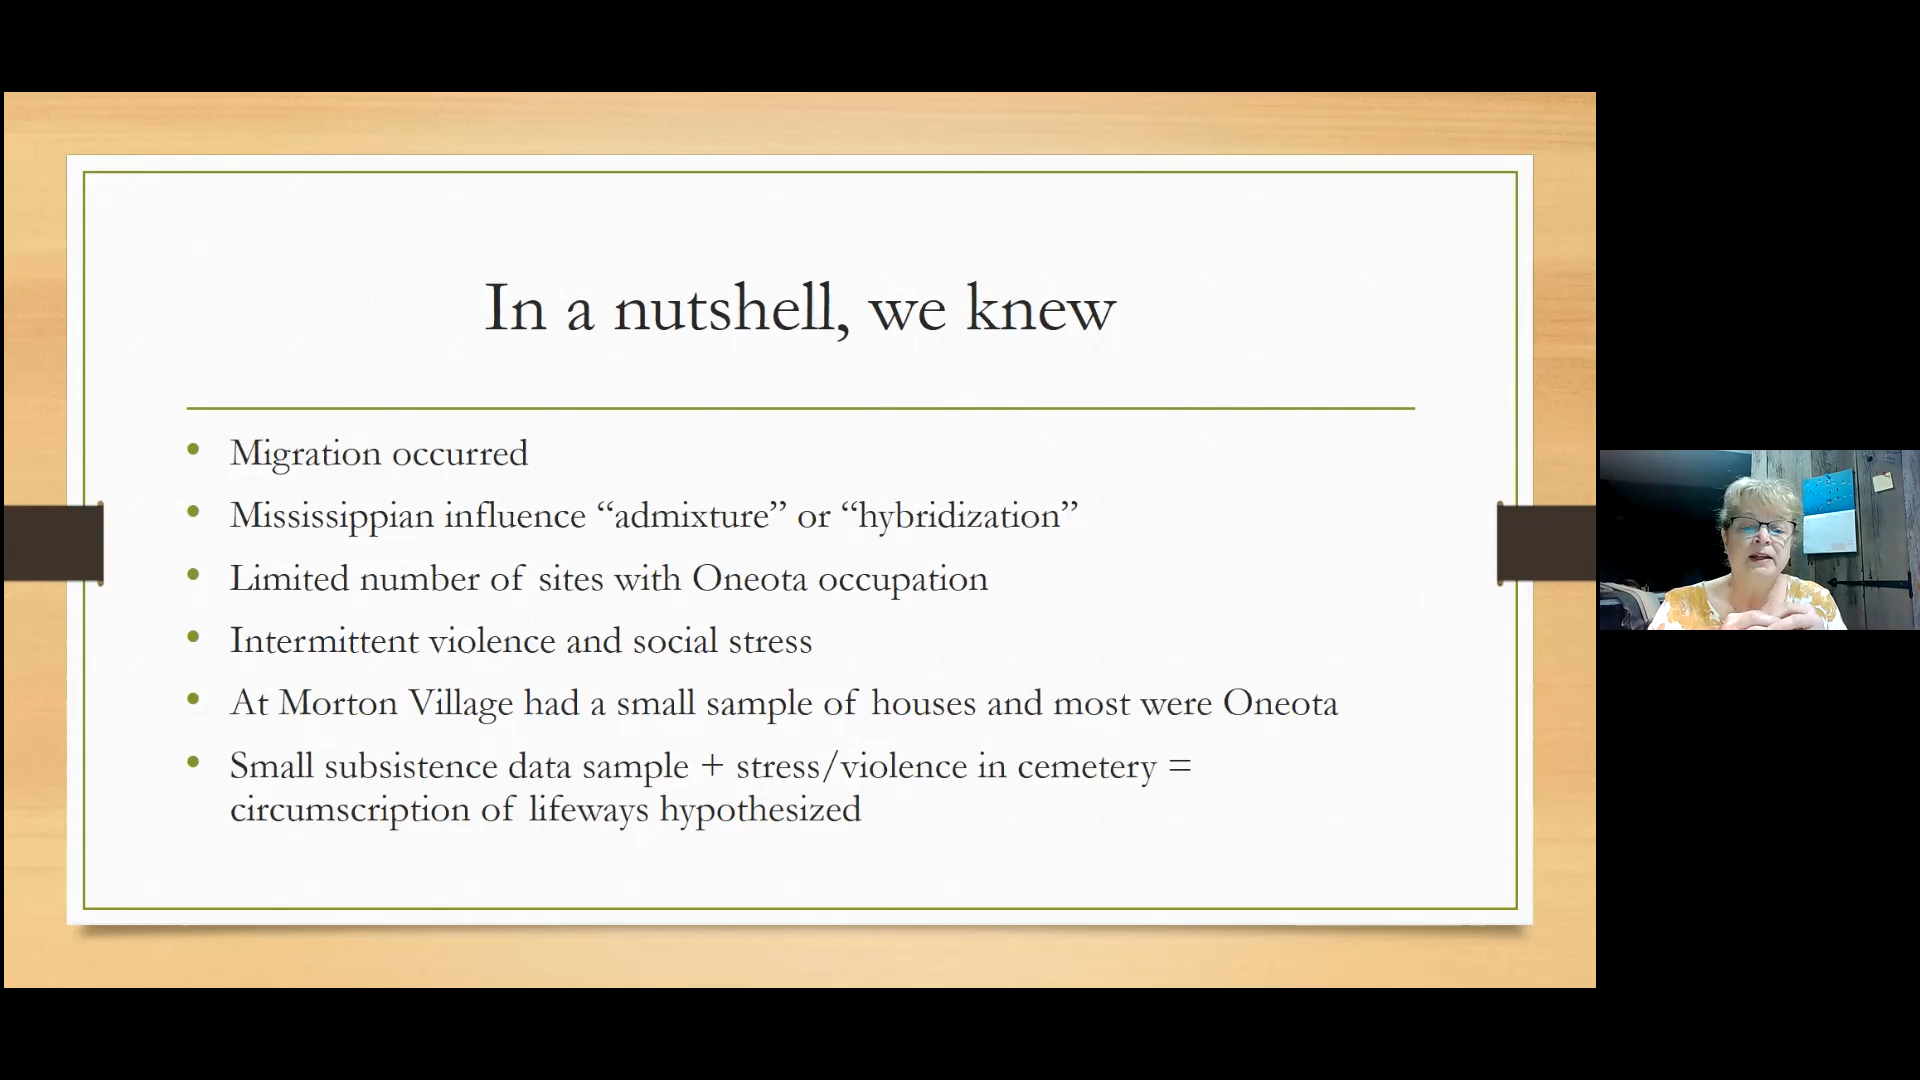 In a nutshell, we knew
• Migration occurred
• Mississippian influence “admixture” or “hybridization”
• Limited number of sites with Oneota occupation
• Intermittent violence and social stress
• At Morton Village had a small sample of houses and most were Oneota
• Small subsistence data sample + stress/violence in cemetery =
circumscription of lifeways hypothesized